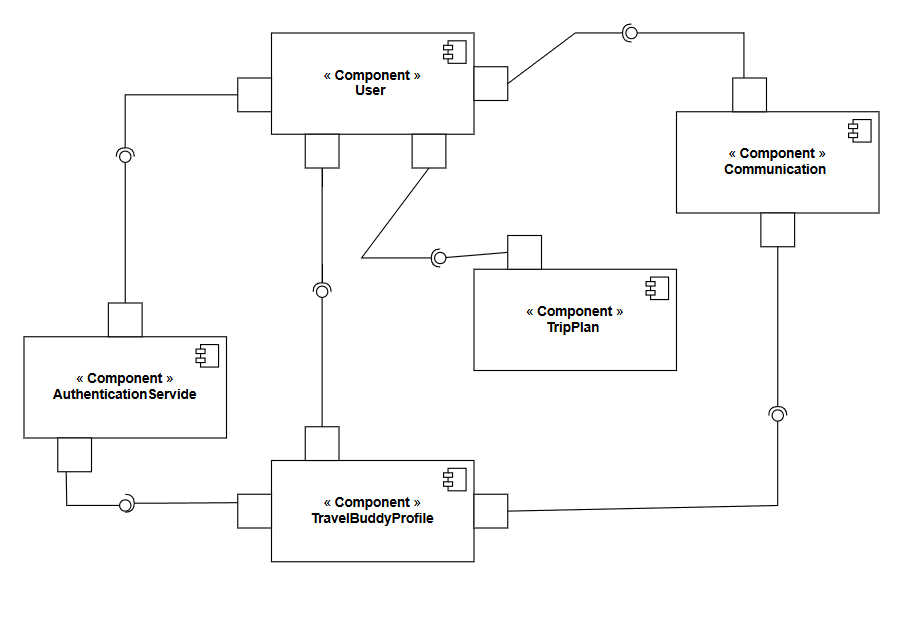 « Component »
User
« Component »
Communication
« Component »
TripPlan
« Component »
AuthenticationServide
« Component »
TravelBuddyProfile